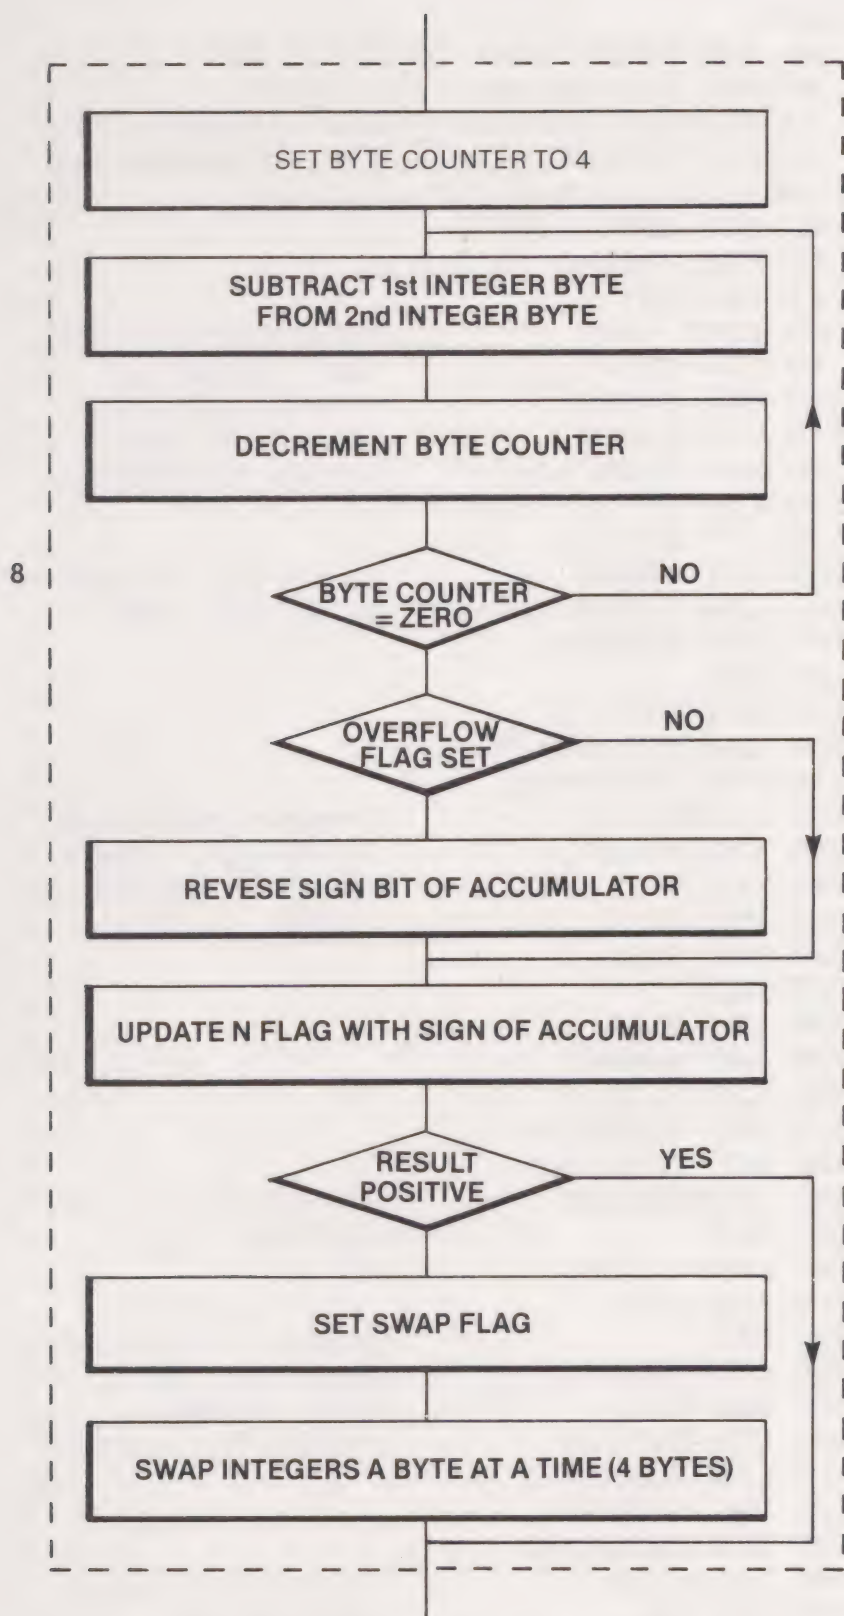 SET BYTE COUNTER TO 4
SUBTRACT 1st INTEGER BYTE
FROM 2nd INTEGER BYTE
DECREMENT BYTE COUNTER
8
BYTE COUNTER
= ZERO
NO
OVERFLOW
FLAG SET
NO
REVESE SIGN BIT OF ACCUMULATOR
UPDATE N FLAG WITH SIGN OF ACCUMULATOR
RESULT
POSITIVE
YES
SET SWAP FLAG
SWAP INTEGERS A BYTE AT A TIME (4 BYTES)